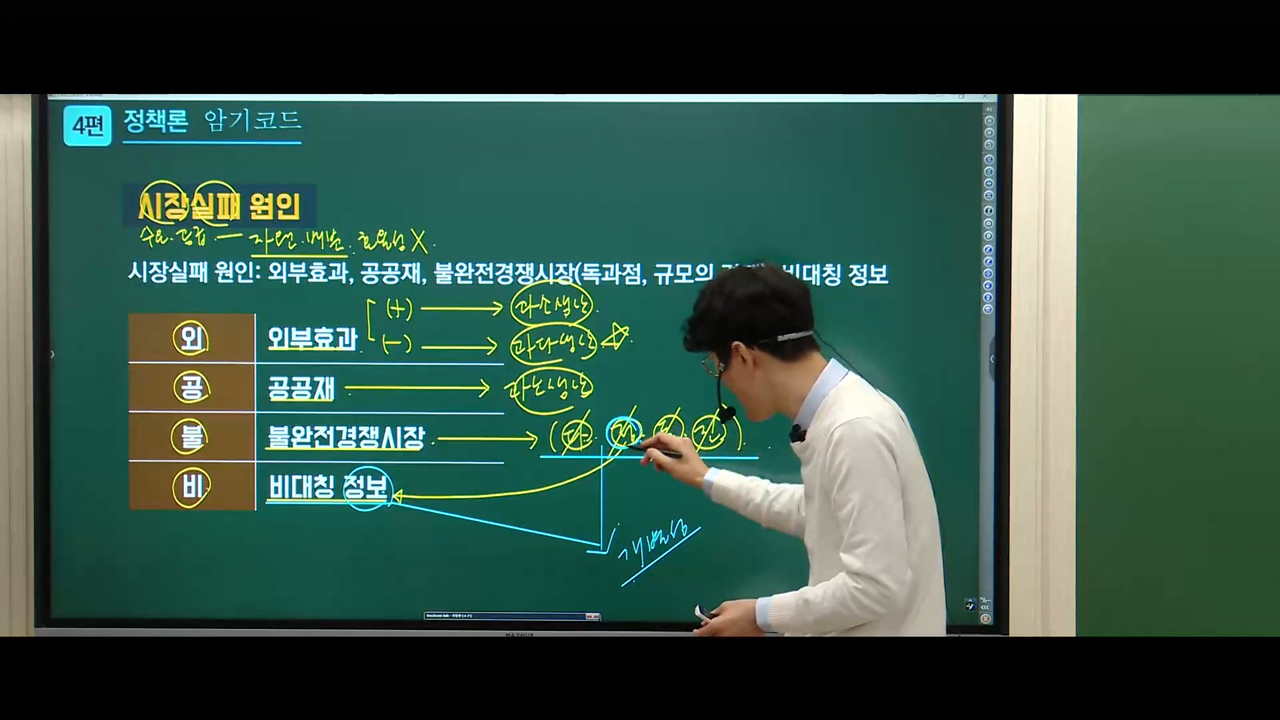 4편 정책론 암기코드
시장실패 원인
수요·공급 — 자원 배분 효율성 X
시장실패 원인: 외부효과, 공공재, 불완전경쟁시장(독과점, 규모의 비대칭 정보
외 외부효과 (+) → 과소생산
(-) → 과다생산
공 공공재 → 과소생산
불 불완전경쟁시장
비 비대칭 정보
개별성